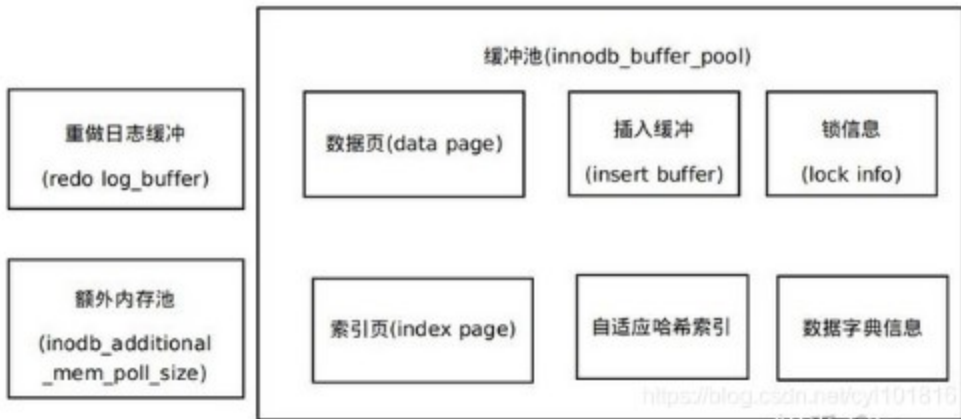 缓冲池(innodb_buffer_pool)
重做日志缓冲
(redo log_buffer)
数据页(data page)
插入缓冲
(insert buffer)
锁信息
(lock info)
额外内存池
(inodb_additional
_mem_poll_size)
索引页(index page)
自适应哈希索引
数据字典信息
https://blog.csdn.net/cyl101816